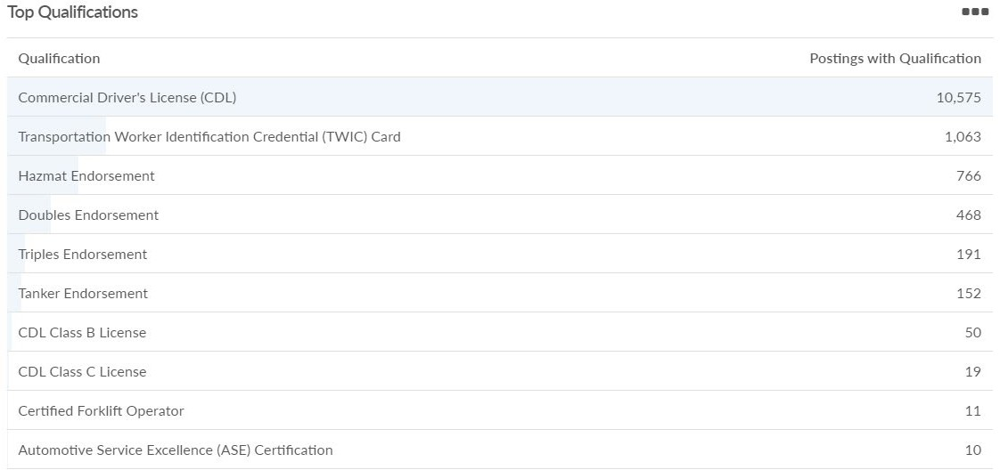 Top Qualifications
Qualification Postings with Qualification
Commercial Driver's License (CDL) 10,575
Transportation Worker Identification Credential (TWIC) Card 1,063
Hazmat Endorsement 766
Doubles Endorsement 468
Triples Endorsement 191
Tanker Endorsement 152
CDL Class B License 50
CDL Class C License 19
Certified Forklift Operator 11
Automotive Service Excellence (ASE) Certification 10